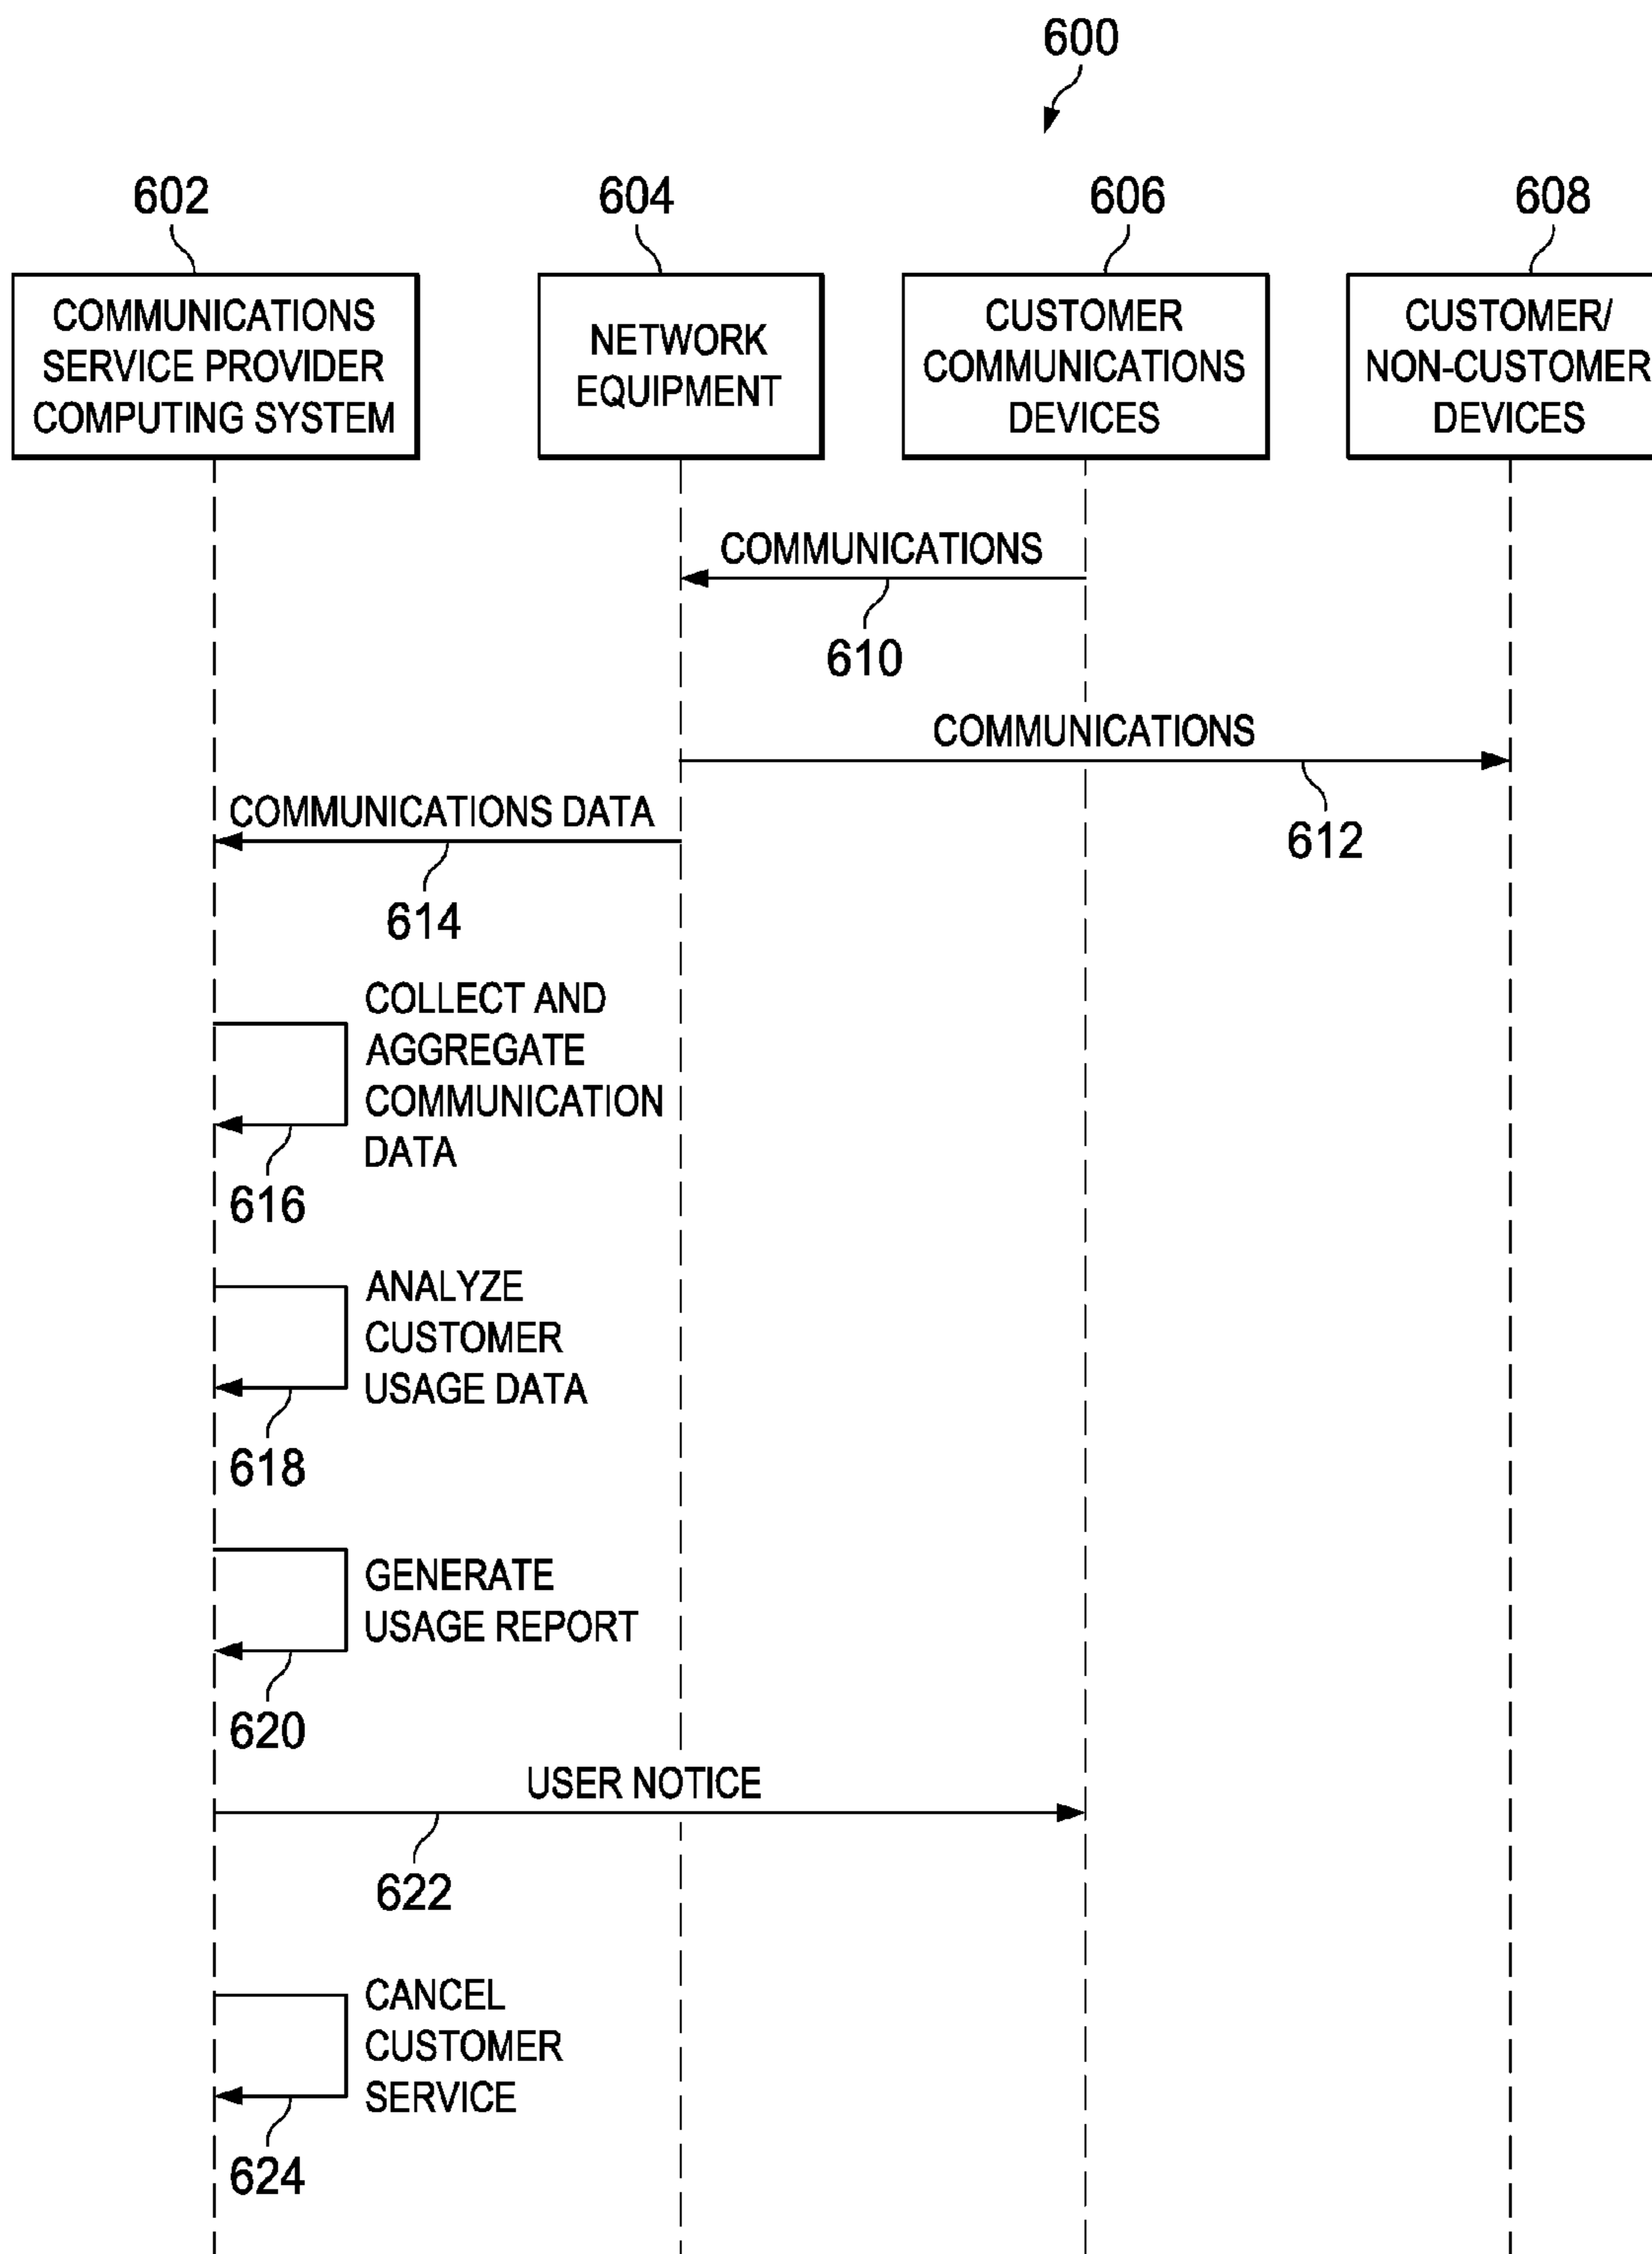 600
602
604
606
608
COMMUNICATIONS
SERVICE PROVIDER
COMPUTING SYSTEM
NETWORK
EQUIPMENT
CUSTOMER
COMMUNICATIONS
DEVICES
CUSTOMER/
NON-CUSTOMER
DEVICES
COMMUNICATIONS
610
COMMUNICATIONS
612
COMMUNICATIONS DATA
614
COLLECT AND
AGGREGATE
COMMUNICATION
DATA
616
ANALYZE
CUSTOMER
USAGE DATA
618
GENERATE
USAGE REPORT
620
USER NOTICE
622
CANCEL
CUSTOMER
SERVICE
624